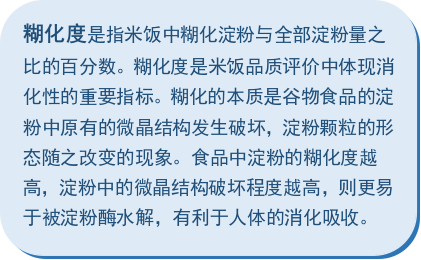 糊化度是指米饭中糊化淀粉与全部淀粉量之
比的百分数。糊化度是米饭品质评价中体现消
化性的重要指标。糊化的本质是谷物食品的淀
粉中原有的微晶结构发生破坏，淀粉颗粒的形
态随之改变的现象。食品中淀粉的糊化度越
高，淀粉中的微晶结构破坏程度越高，则更易
于被淀粉酶水解，有利于人体的消化吸收。